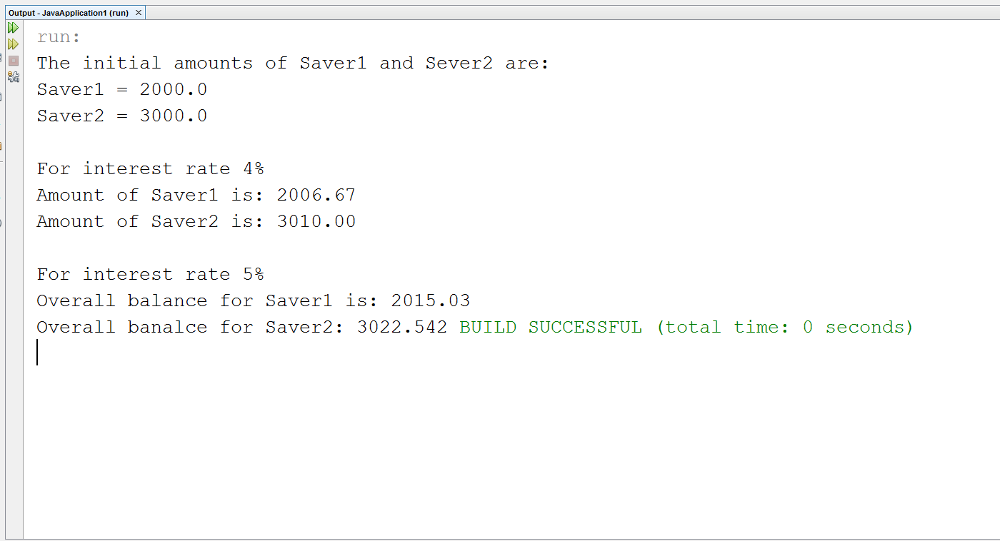 Output - JavaApplication1 (run) ×
run:
The initial amounts of Saver1 and Sever2 are:
Saver1 = 2000.0
Saver2 = 3000.0
For interest rate 4%
Amount of Saver1 is: 2006.67
Amount of Saver2 is: 3010.00
For interest rate 5%
Overall balance for Saver1 is: 2015.03
Overall banalce for Saver2: 3022.542 BUILD SUCCESSFUL (total time: 0 seconds)